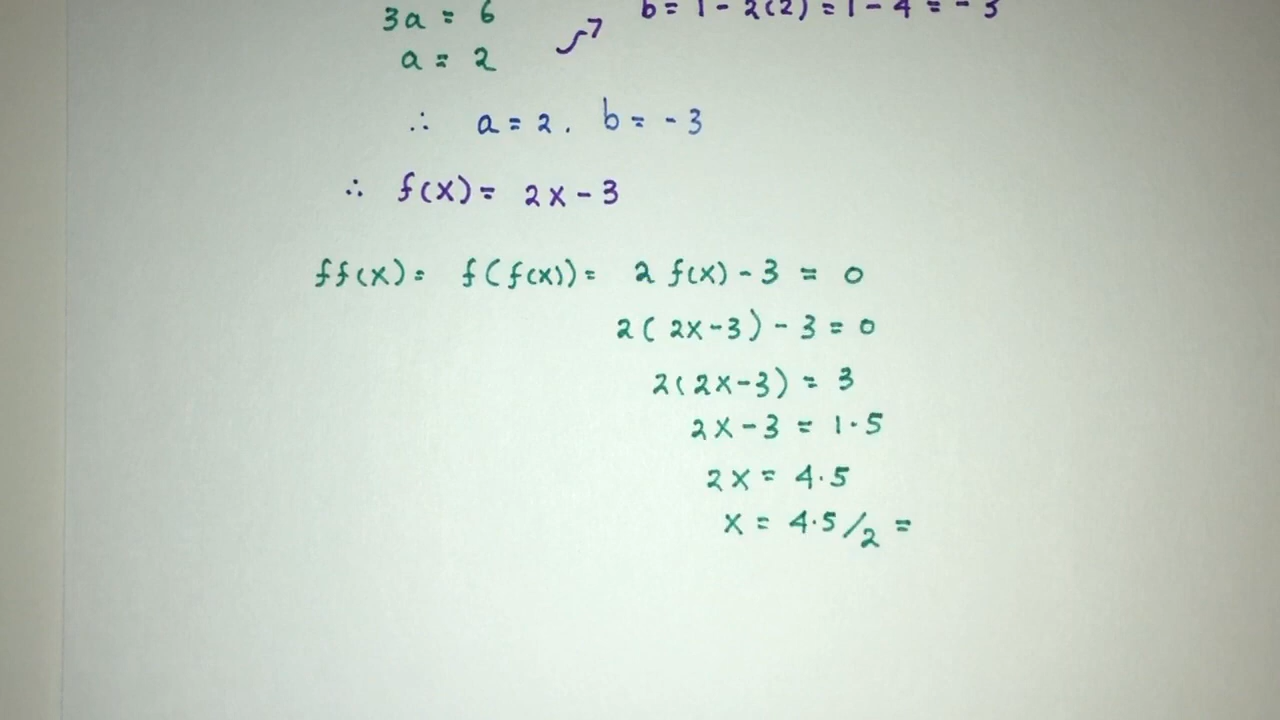 3a = 6
b = 1 - 2(2) = 1 - 4 = - 3
a = 2
∴ a = 2 . b = - 3
∴ f(x) = 2x - 3
ff(x) = f(f(x)) = 2 f(x) - 3 = 0
2( 2x-3) - 3 = 0
2(2x-3) = 3
2x - 3 = 1.5
2x = 4.5
x = 4.5/2 =